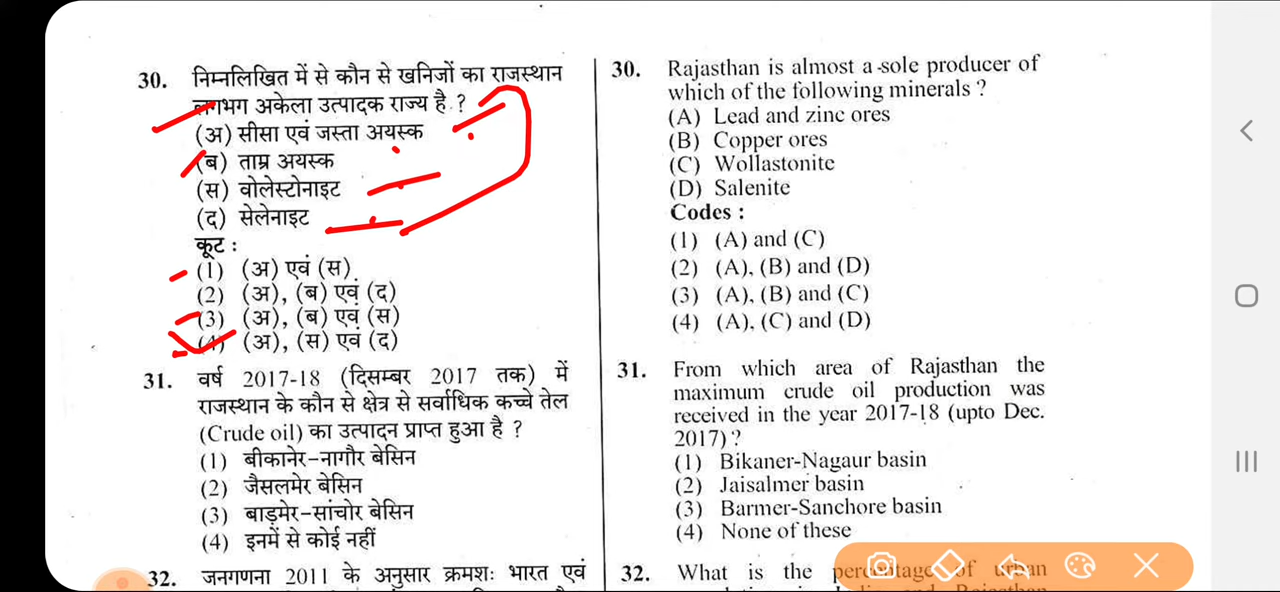 30. निम्नलिखित में से कौन से खनिजों का राजस्थान
लगभग अकेला उत्पादक राज्य है ?
(अ) सीसा एवं जस्ता अयस्क
(ब) ताम्र अयस्क
(स) वोलेस्टोनाइट
(द) सेलेनाइट
कूट :
(1) (अ) एवं (स)
(2) (अ), (ब) एवं (द)
(3) (अ), (ब) एवं (स)
(4) (अ), (स) एवं (द)
31. वर्ष 2017-18 (दिसम्बर 2017 तक) में
राजस्थान के कौन से क्षेत्र से सर्वाधिक कच्चे तेल
(Crude oil) का उत्पादन प्राप्त हुआ है ?
(1) बीकानेर-नागौर बेसिन
(2) जैसलमेर बेसिन
(3) बाड़मेर-सांचोर बेसिन
(4) इनमें से कोई नहीं
32. जनगणना 2011 के अनुसार क्रमशः भारत एवं
30. Rajasthan is almost a sole producer of
which of the following minerals ?
(A) Lead and zinc ores
(B) Copper ores
(C) Wollastonite
(D) Salenite
Codes :
(1) (A) and (C)
(2) (A), (B) and (D)
(3) (A), (B) and (C)
(4) (A), (C) and (D)
31. From which area of Rajasthan the
maximum crude oil production was
received in the year 2017-18 (upto Dec.
2017) ?
(1) Bikaner-Nagaur basin
(2) Jaisalmer basin
(3) Barmer-Sanchore basin
(4) None of these
32. What is the percentage of urban